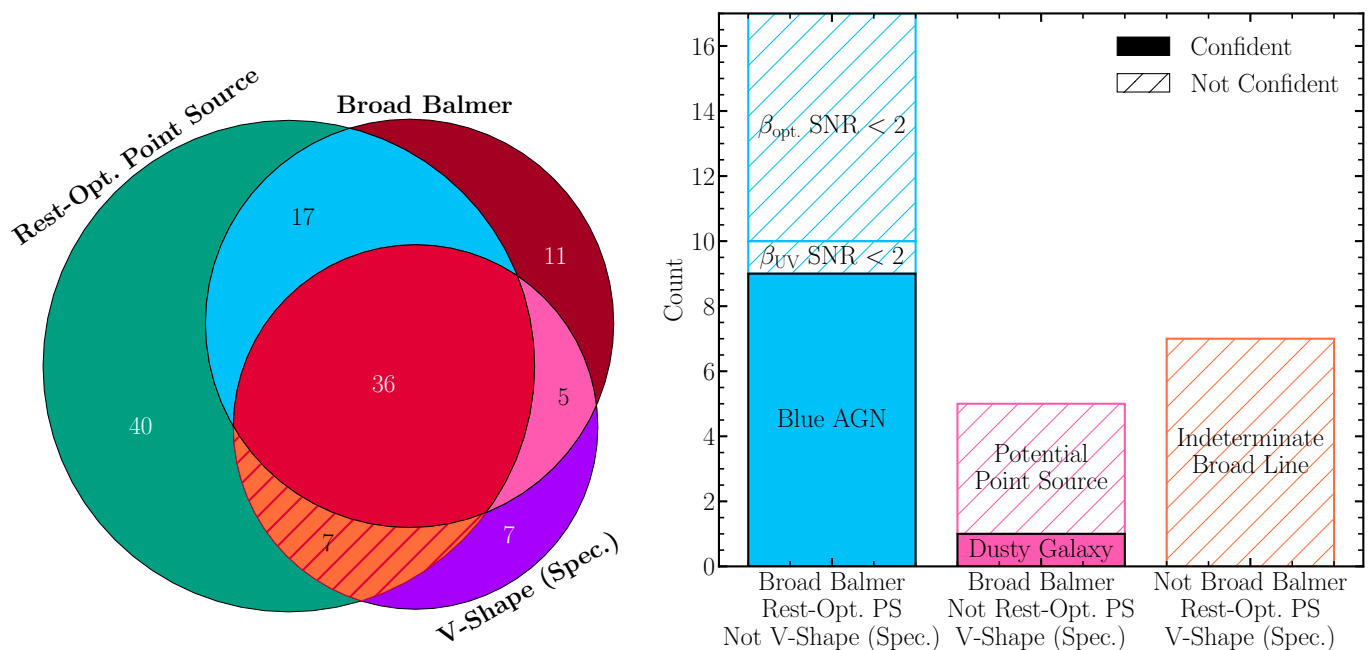 Rest-Opt. Point Source
Broad Balmer
17
11
36
5
40
7
7
V-Shape (Spec.)
Count
16
14
12
10
8
6
4
2
0
Confident
Not Confident
β_opt. SNR < 2
β_UV SNR < 2
Blue AGN
Potential
Point Source
Dusty Galaxy
Indeterminate
Broad Line
Broad Balmer
Rest-Opt. PS
Not V-Shape (Spec.)
Broad Balmer
Not Rest-Opt. PS
V-Shape (Spec.)
Not Broad Balmer
Rest-Opt. PS
V-Shape (Spec.)